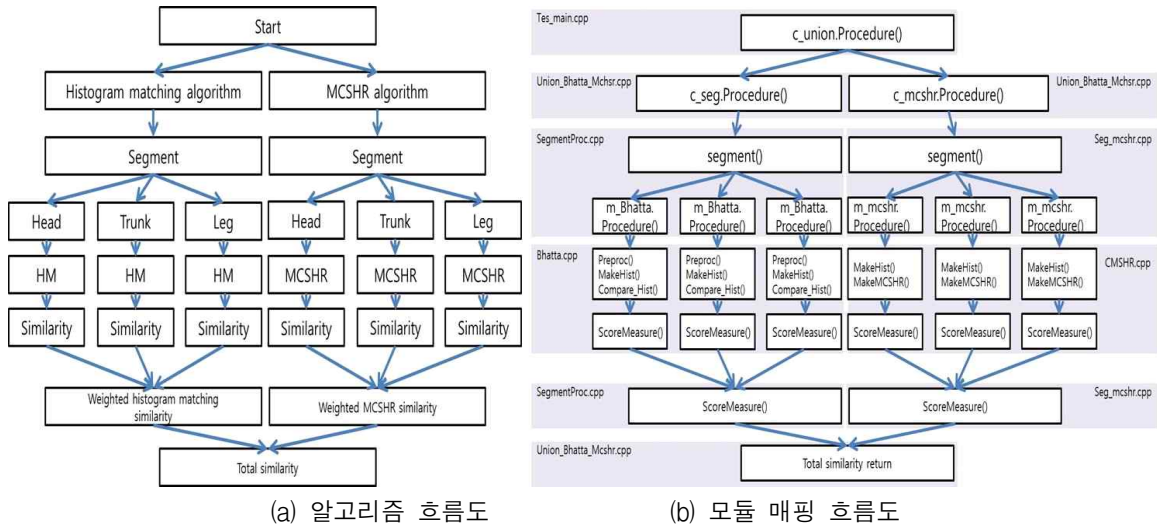 Start
Histogram matching algorithm
MCSHR algorithm
Segment
Segment
Head
Trunk
Leg
Head
Trunk
Leg
HM
HM
HM
MCSHR
MCSHR
MCSHR
Similarity
Similarity
Similarity
Similarity
Similarity
Similarity
Weighted histogram matching
similarity
Weighted MCSHR similarity
Total similarity
(a) 알고리즘 흐름도
Tes_main.cpp
c_union.Procedure()
Union_Bhatta_Mchsr.cpp
c_seg.Procedure()
c_mcshr.Procedure()
Union_Bhatta_Mchsr.cpp
SegmentProc.cpp
segment()
segment()
Seg_mcshr.cpp
m_Bhatta.
Procedure()
m_Bhatta.
Procedure()
m_Bhatta.
Procedure()
m_mcshr.
Procedure()
m_mcshr.
Procedure()
m_mcshr.
Procedure()
Bhatta.cpp
Preproc()
MakeHist()
Compare_Hist()
Preproc()
MakeHist()
Compare_Hist()
Preproc()
MakeHist()
Compare_Hist()
MakeHist()
MakeMCSHR()
MakeHist()
MakeMCSHR()
MakeHist()
MakeMCSHR()
CMSHR.cpp
ScoreMeasure()
ScoreMeasure()
ScoreMeasure()
ScoreMeasure()
ScoreMeasure()
ScoreMeasure()
SegmentProc.cpp
ScoreMeasure()
ScoreMeasure()
Seg_mcshr.cpp
Union_Bhatta_Mcshr.cpp
Total similarity return
(b) 모듈 매핑 흐름도